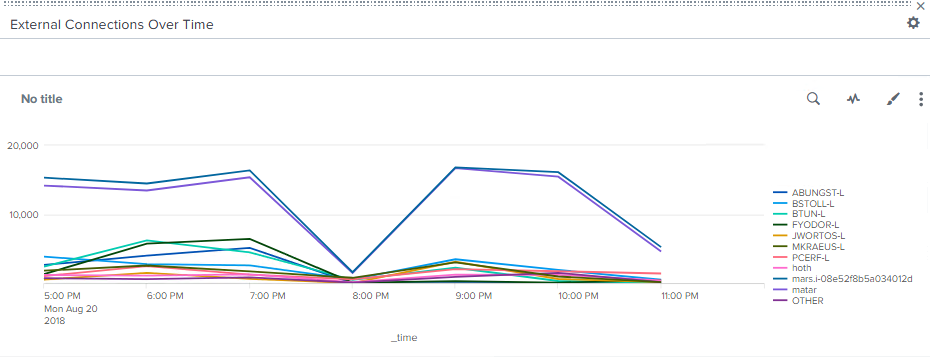 External Connections Over Time
No title
20,000
10,000
5:00 PM
Mon Aug 20
2018
6:00 PM
7:00 PM
8:00 PM
9:00 PM
10:00 PM
11:00 PM
_time
ABUNGST-L
BSTOLL-L
BTUN-L
FYODOR-L
JWORTOS-L
MKRAEUS-L
PCERF-L
hoth
mars.i-08e52f8b5a034012d
matar
OTHER